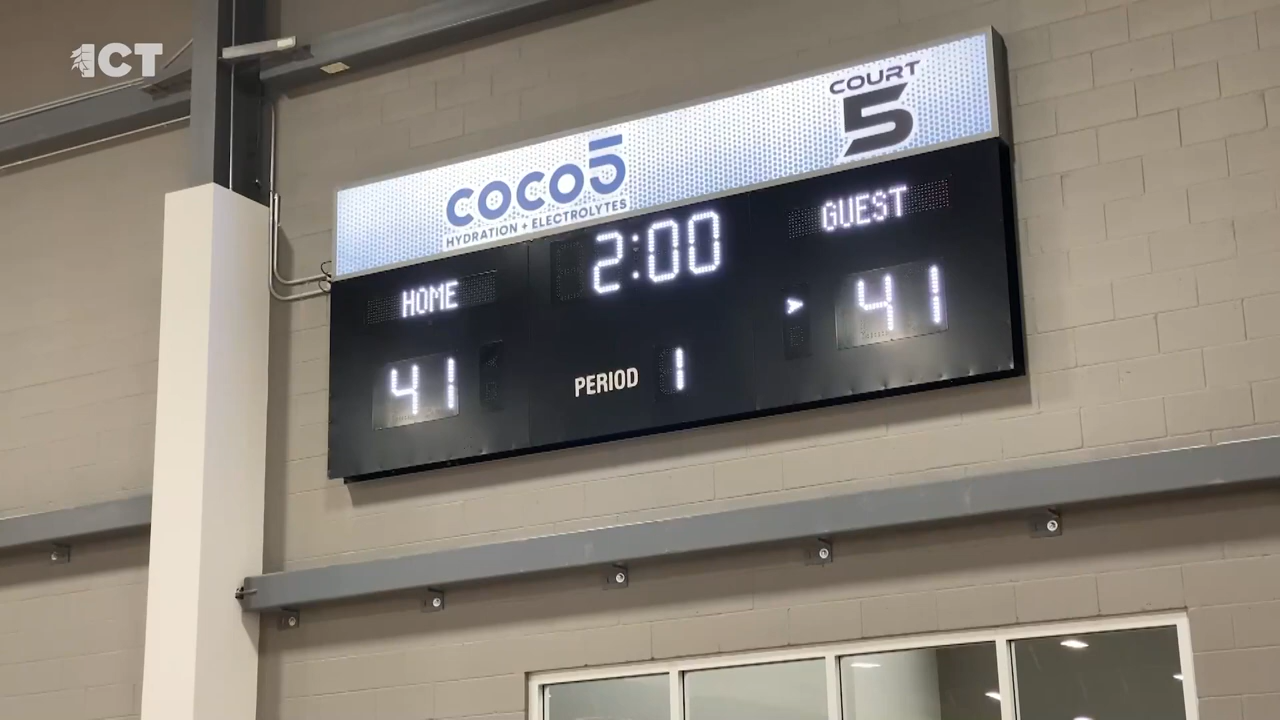 ICT
COURT
5
COCO5
HYDRATION + ELECTROLYTES
GUEST
2:00
HOME
41
41
PERIOD 1